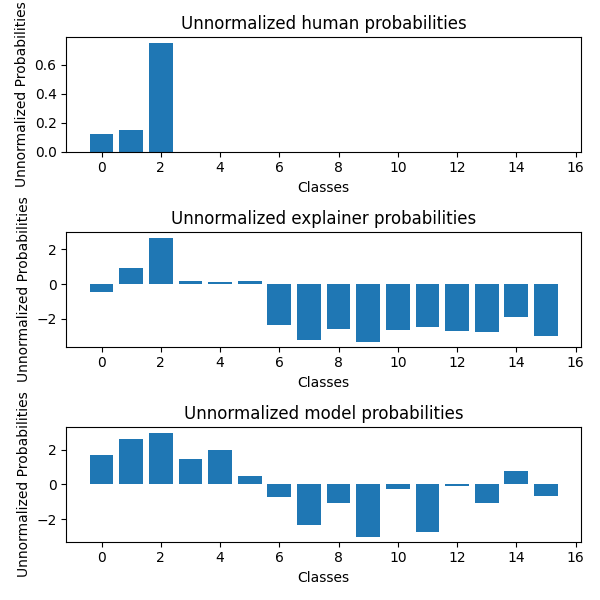 Unnormalized human probabilities
Unnormalized Probabilities
0.6
0.4
0.2
0.0
0 2 4 6 8 10 12 14 16
Classes
Unnormalized explainer probabilities
Unnormalized Probabilities
2
0
−2
0 2 4 6 8 10 12 14 16
Classes
Unnormalized model probabilities
Unnormalized Probabilities
2
0
−2
0 2 4 6 8 10 12 14 16
Classes